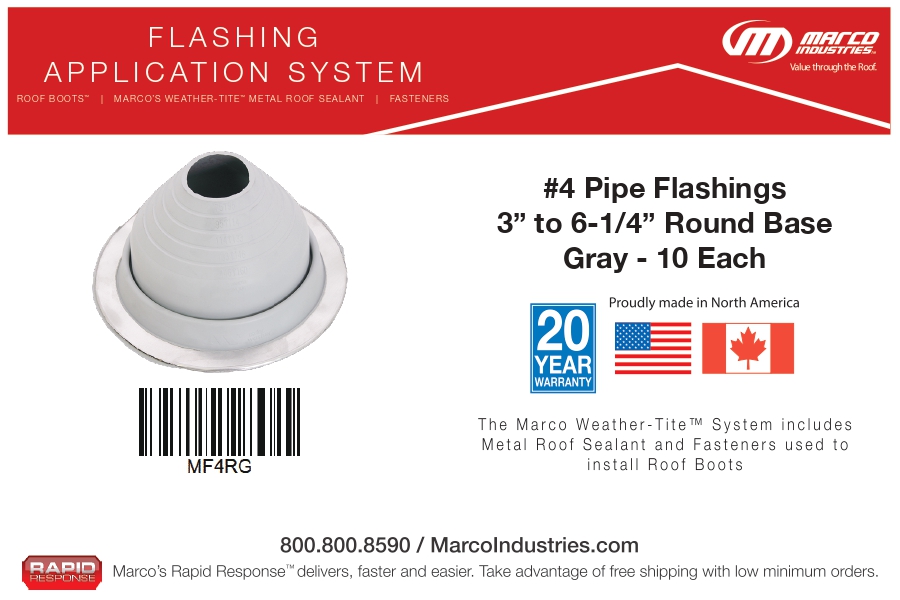 FLASHING
APPLICATION SYSTEM
ROOF BOOTS™ | MARCO'S WEATHER-TITE™ METAL ROOF SEALANT | FASTENERS
MARCO
INDUSTRIES™
Value through the Roof.
#4 Pipe Flashings
3” to 6-1/4” Round Base
Gray - 10 Each
Proudly made in North America
20
YEAR
WARRANTY
The Marco Weather-Tite™ System includes
Metal Roof Sealant and Fasteners used to
install Roof Boots
MF4RG
800.800.8590 / MarcoIndustries.com
RAPID
RESPONSE
Marco’s Rapid Response™ delivers, faster and easier. Take advantage of free shipping with low minimum orders.